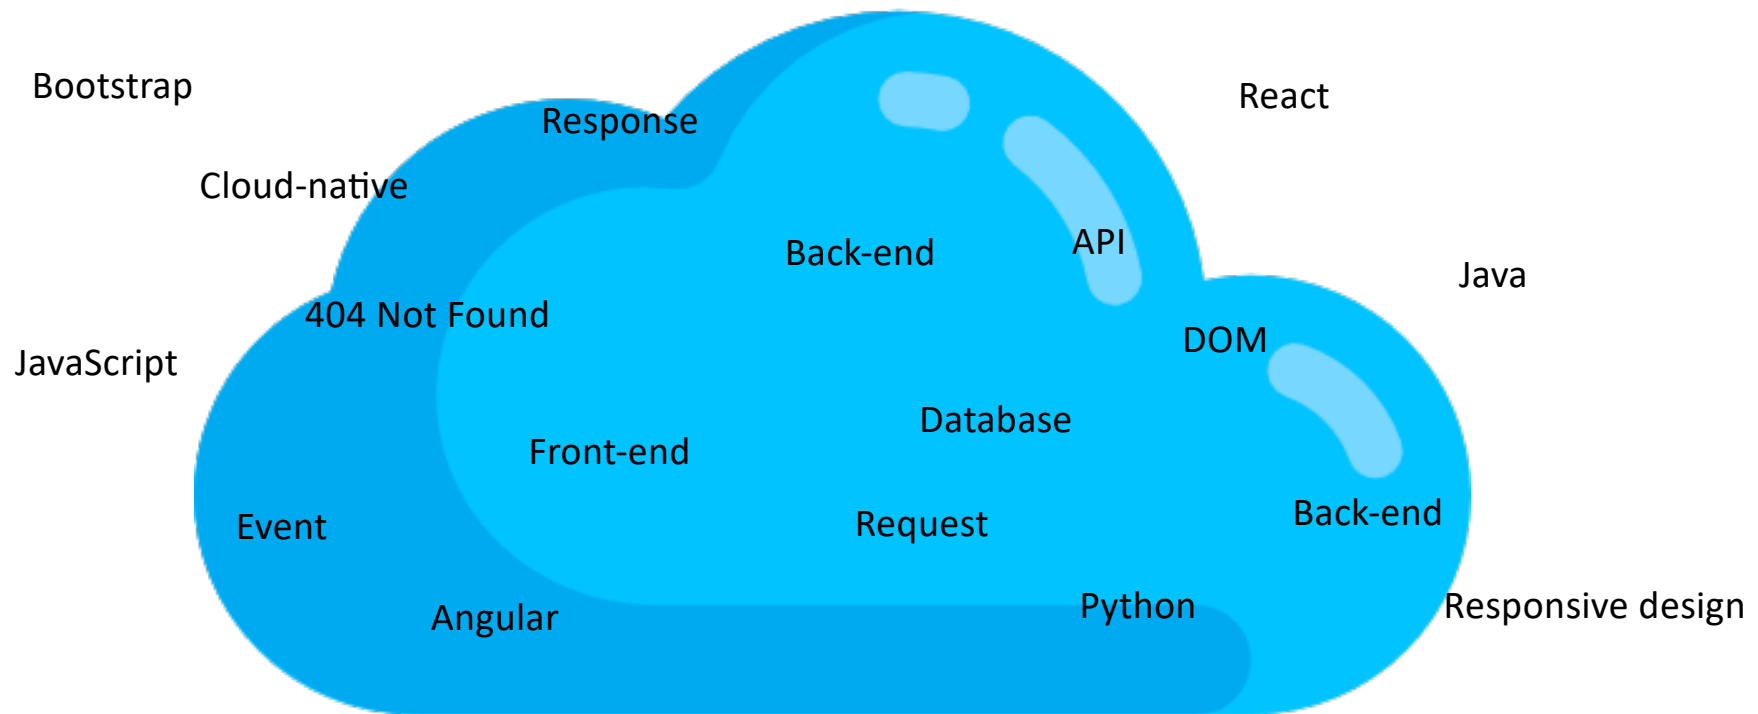 Bootstrap
React
Response
Cloud-native
Back-end
API
Java
404 Not Found
DOM
JavaScript
Database
Front-end
Back-end
Request
Event
Python
Responsive design
Angular